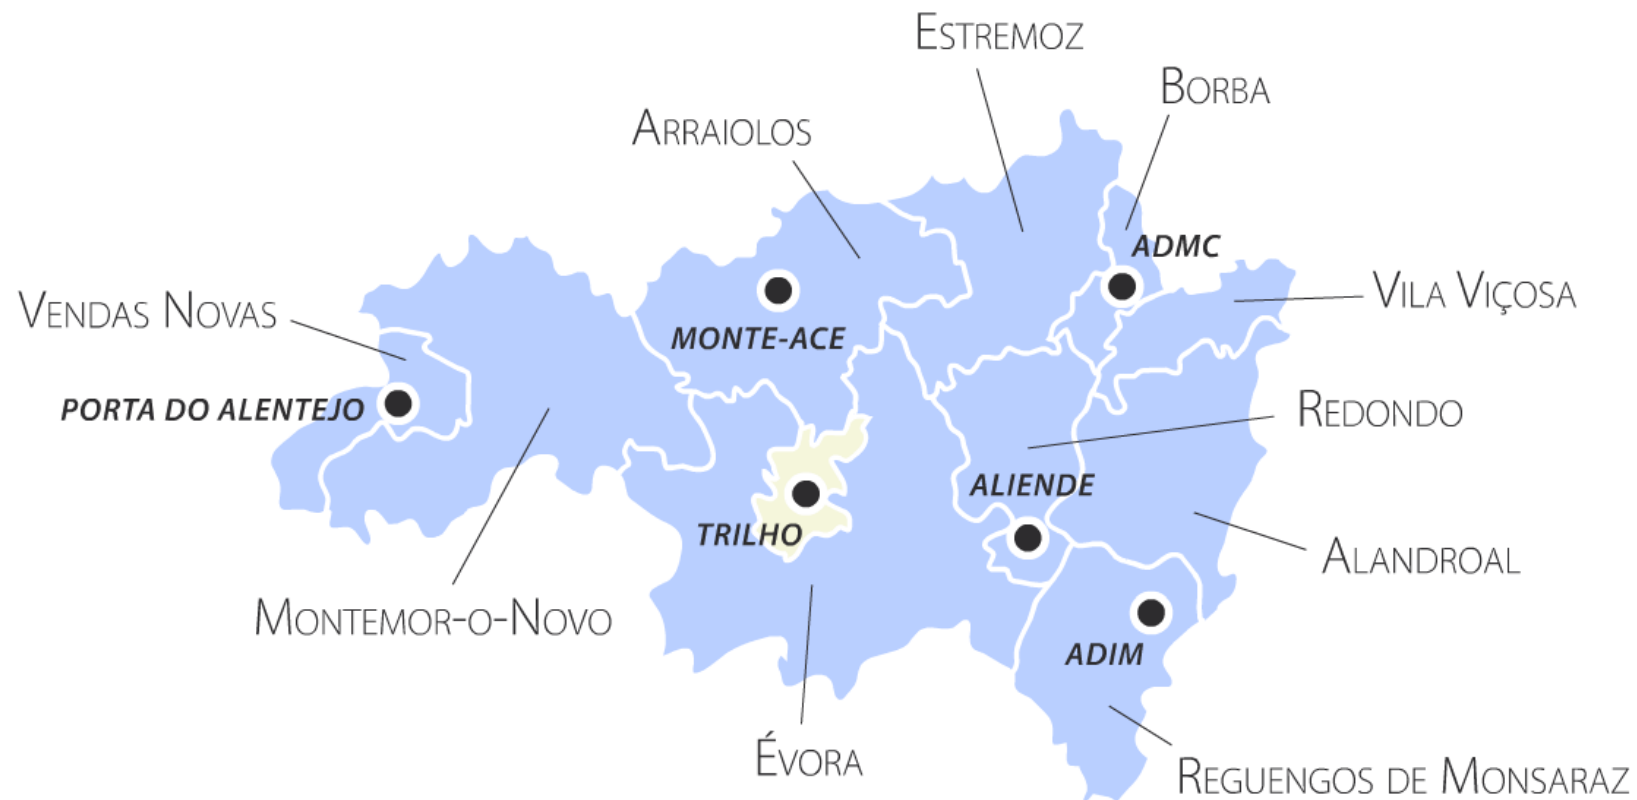 Estremoz
Borba
Arraiolos
ADMC
Vila Viçosa
Vendas Novas
MONTE-ACE
PORTA DO ALENTEJO
Redondo
ALIENDE
TRILHO
Alandroal
Montemor-o-Novo
ADIM
Évora
Reguengos de Monsaraz